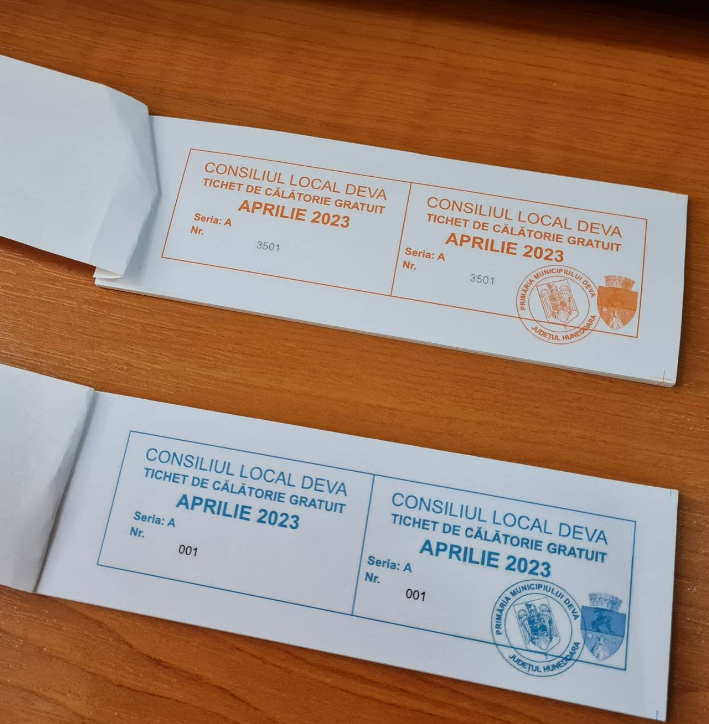 CONSILIUL LOCAL DEVA
TICHET DE CĂLĂTORIE GRATUIT
APRILIE 2023
Seria: A
Nr.
3501
CONSILIUL LOCAL DEVA
TICHET DE CĂLĂTORIE GRATUIT
APRILIE 2023
Seria: A
Nr.
3501
PRIMĂRIA MUNICIPIULUI DEVA
JUDEȚUL HUNEDOARA
CONSILIUL LOCAL DEVA
TICHET DE CĂLĂTORIE GRATUIT
APRILIE 2023
Seria: A
Nr.
001
CONSILIUL LOCAL DEVA
TICHET DE CĂLĂTORIE GRATUIT
APRILIE 2023
Seria: A
Nr.
001
PRIMĂRIA MUNICIPIULUI DEVA
JUDEȚUL HUNEDOARA